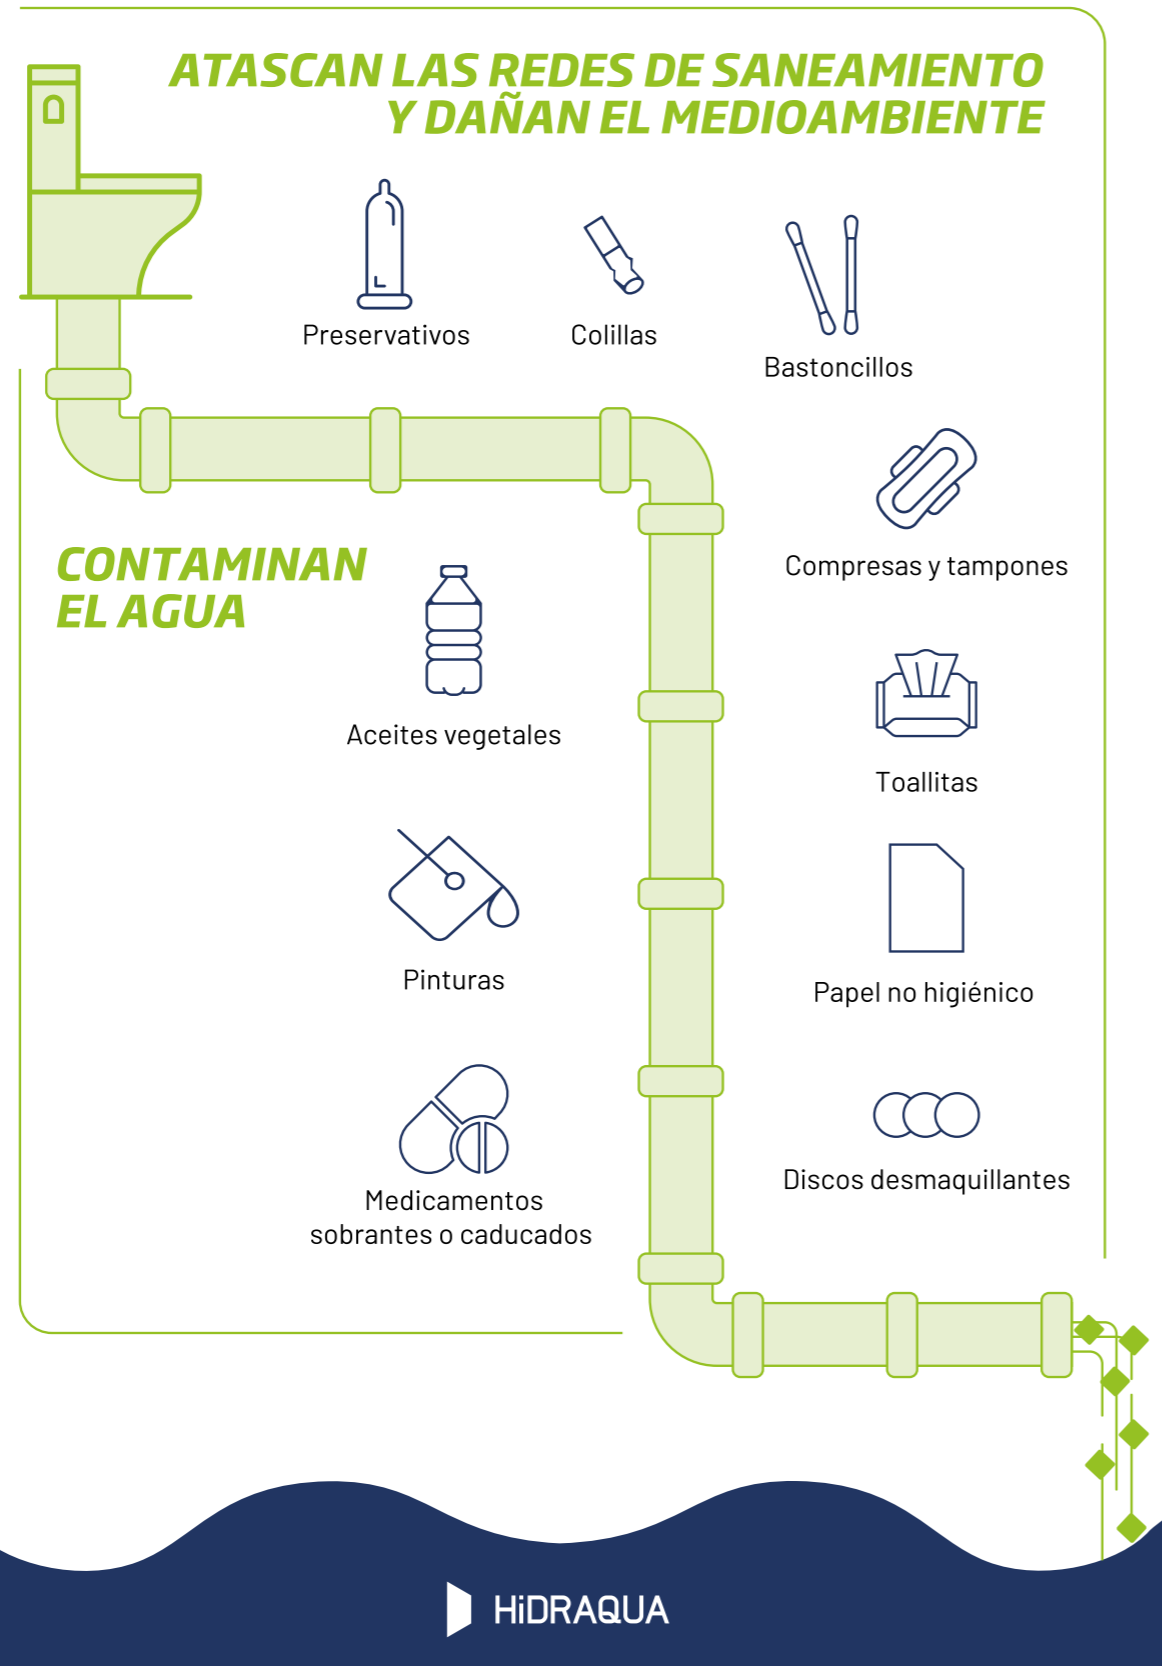 ATASCAN LAS REDES DE SANEAMIENTO
Y DAÑAN EL MEDIOAMBIENTE
Preservativos
Colillas
Bastoncillos
Compresas y tampones
Toallitas
Papel no higiénico
Discos desmaquillantes
CONTAMINAN
EL AGUA
Aceites vegetales
Pinturas
Medicamentos
sobrantes o caducados
HiDRAQUA